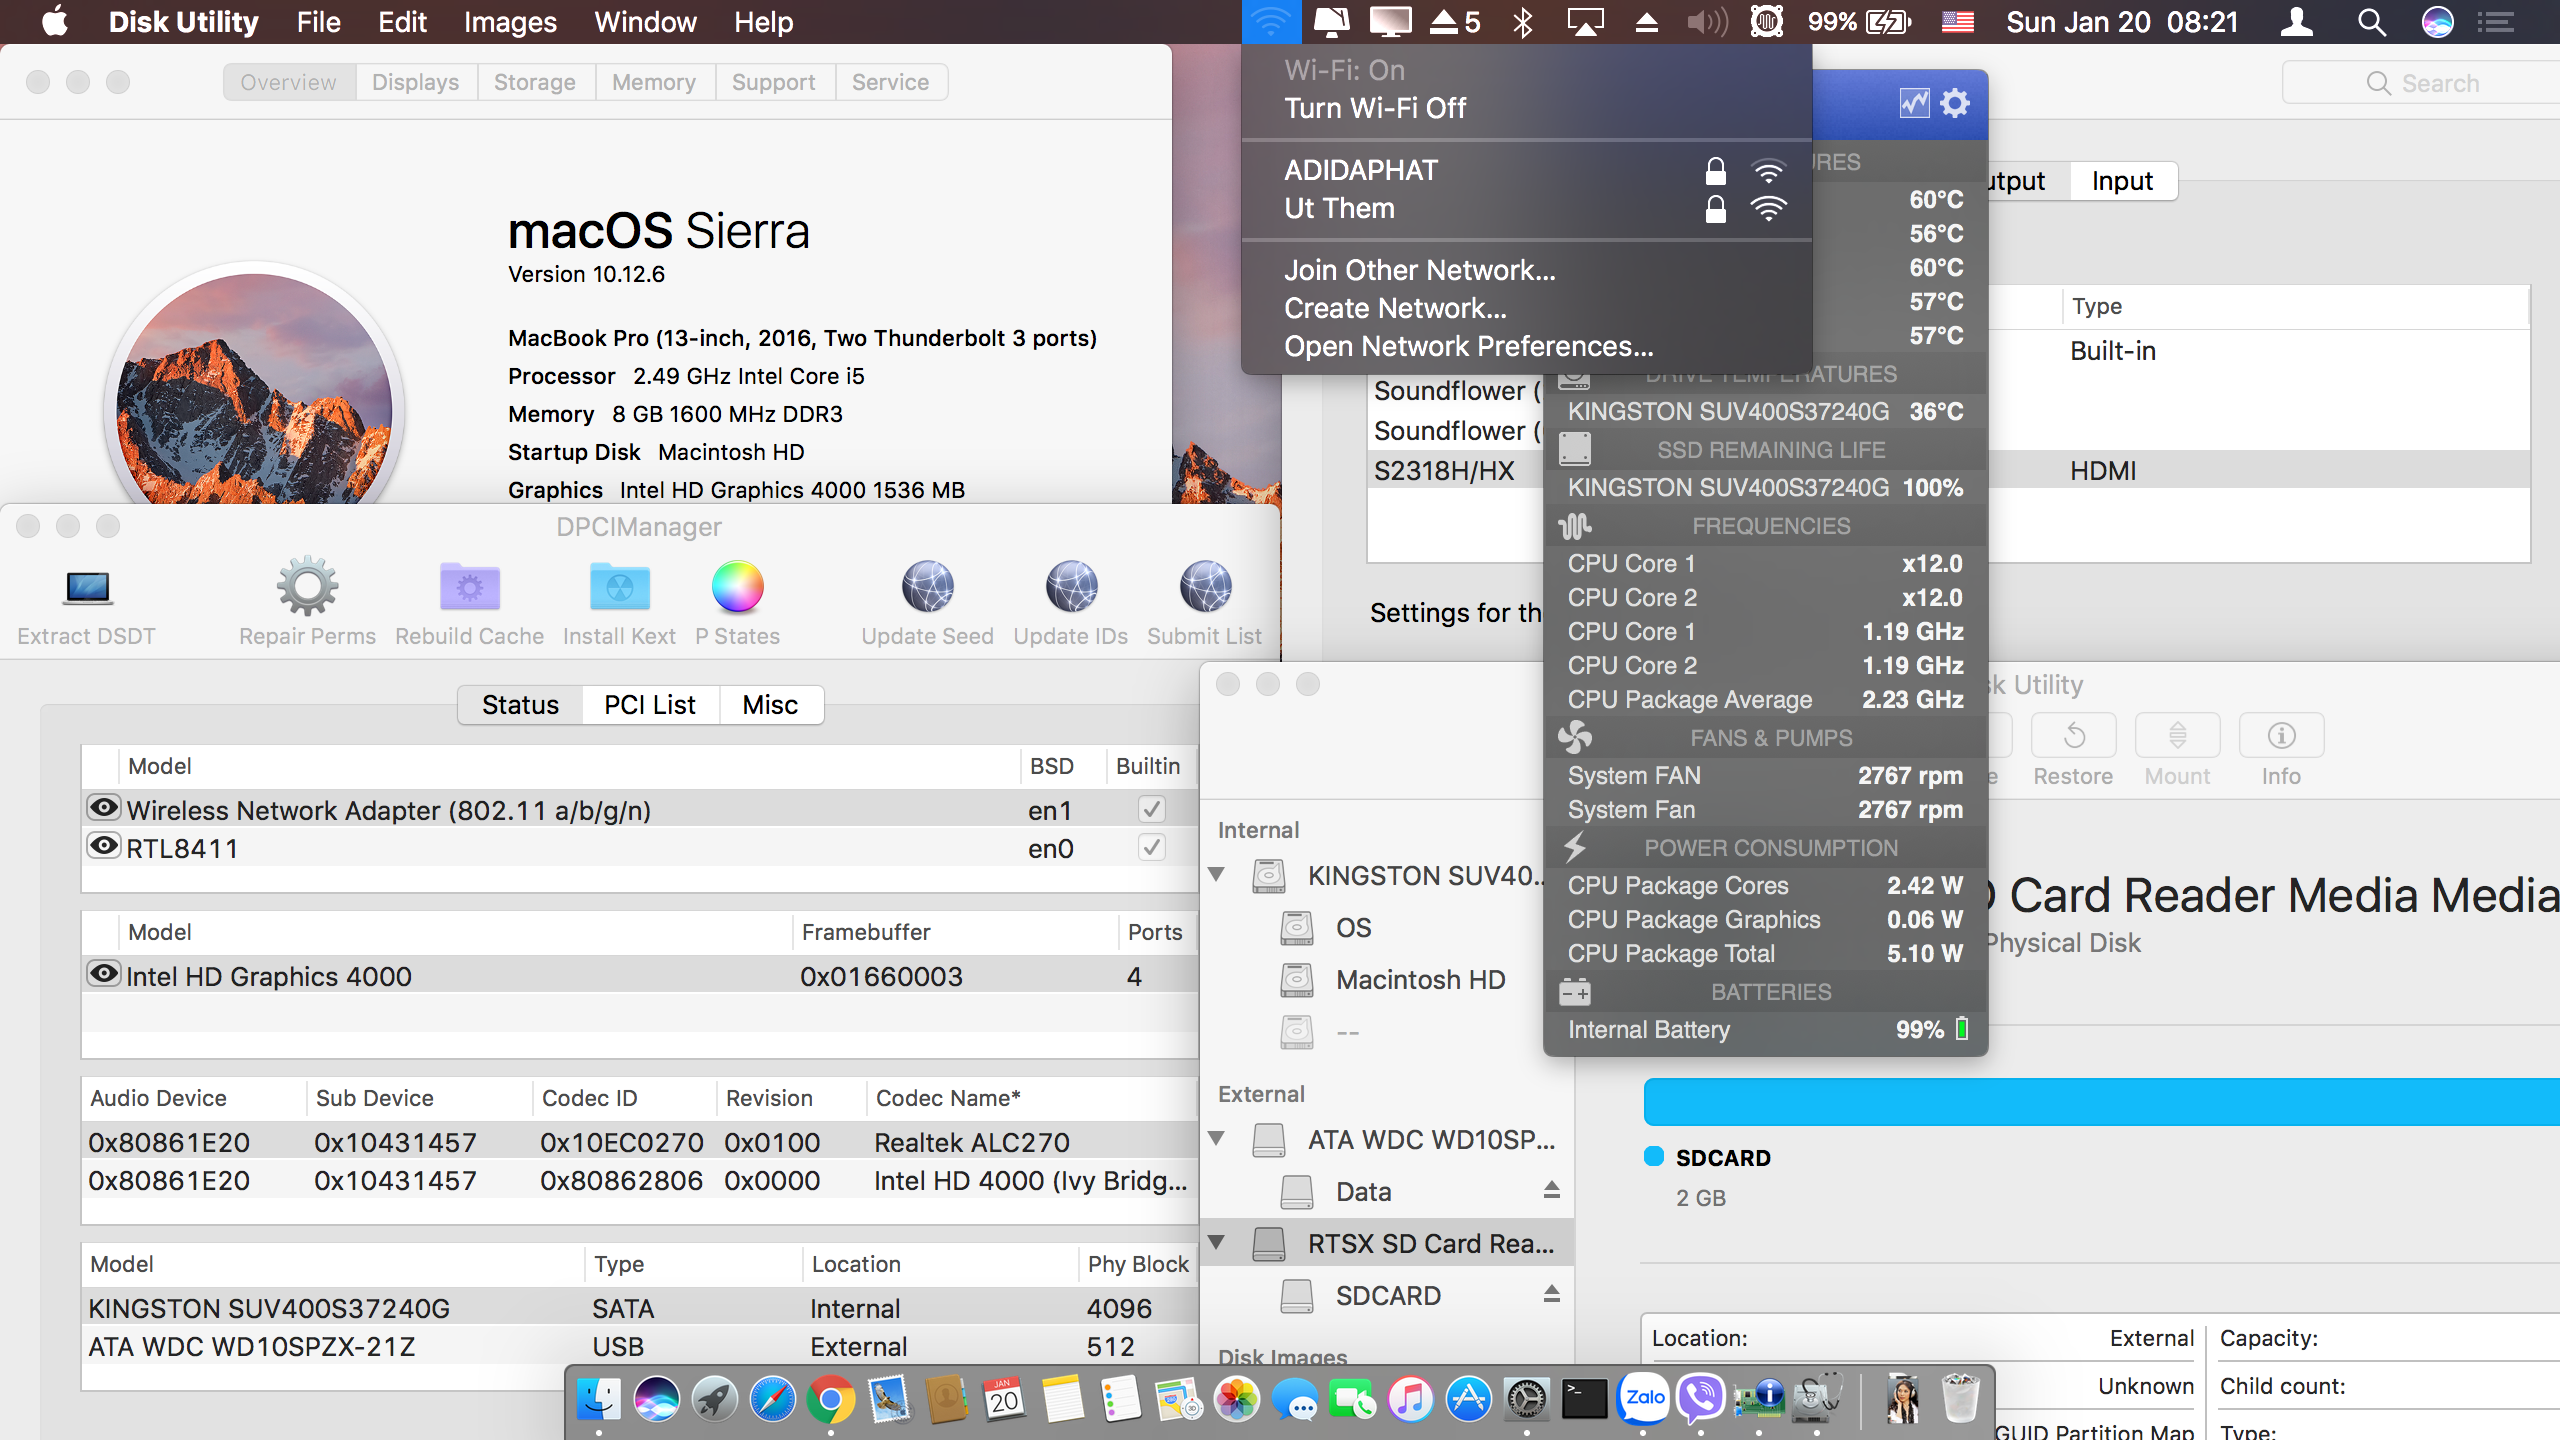 Disk Utility File Edit Images Window Help 5 99% Sun Jan 20 08:21
Overview Displays Storage Memory Support Service
macOS Sierra
Version 10.12.6
MacBook Pro (13-inch, 2016, Two Thunderbolt 3 ports)
Processor 2.49 GHz Intel Core i5
Memory 8 GB 1600 MHz DDR3
Startup Disk Macintosh HD
Graphics Intel HD Graphics 4000 1536 MB
Wi-Fi: On
Turn Wi-Fi Off
ADIDAPHAT
Ut Them
Join Other Network...
Create Network...
Open Network Preferences...
Search
Input
Type
Built-in
Soundflower (
Soundflower (
S2318H/HX HDMI
Settings for th
60°C
56°C
60°C
57°C
57°C
DRIVE TEMPERATURES
KINGSTON SUV400S37240G 36°C
SSD REMAINING LIFE
KINGSTON SUV400S37240G 100%
FREQUENCIES
CPU Core 1 x12.0
CPU Core 2 x12.0
CPU Core 1 1.19 GHz
CPU Core 2 1.19 GHz
CPU Package Average 2.23 GHz
FANS & PUMPS
System FAN 2767 rpm
System Fan 2767 rpm
POWER CONSUMPTION
CPU Package Cores 2.42 W
CPU Package Graphics 0.06 W
CPU Package Total 5.10 W
BATTERIES
Internal Battery 99%
DPCIManager
Extract DSDT Repair Perms Rebuild Cache Install Kext P States Update Seed Update IDs Submit List
Status PCI List Misc
Model BSD Builtin
Wireless Network Adapter (802.11 a/b/g/n) en1
RTL8411 en0
Model Framebuffer Ports
Intel HD Graphics 4000 0x01660003 4
Audio Device Sub Device Codec ID Revision Codec Name*
0x80861E20 0x10431457 0x10EC0270 0x0100 Realtek ALC270
0x80861E20 0x10431457 0x80862806 0x0000 Intel HD 4000 (Ivy Bridg...
Model Type Location Phy Block
KINGSTON SUV400S37240G SATA Internal 4096
ATA WDC WD10SPZX-21Z USB External 512
Utility
Restore Mount Info
Internal
KINGSTON SUV40..
OS
Macintosh HD
--
External
ATA WDC WD10SP...
Data
RTSX SD Card Rea...
SDCARD
Disk Images
Card Reader Media Media
Physical Disk
SDCARD
2 GB
Location: External Capacity:
Unknown Child count:
GUID Partition Map Type:
JAN
20
Zalo